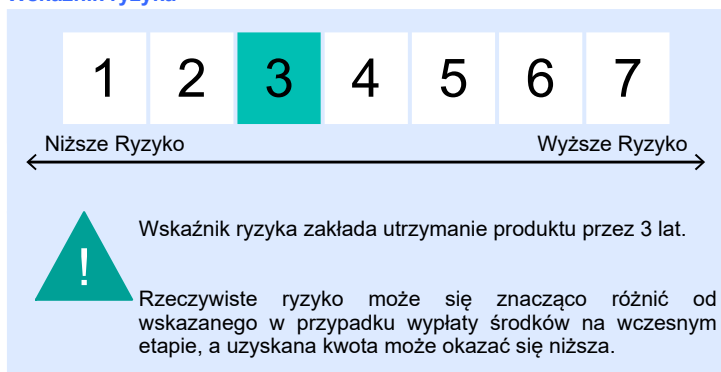 Wskaźnik ryzyka
1 2 3 4 5 6 7
Niższe Ryzyko Wyższe Ryzyko
!
Wskaźnik ryzyka zakłada utrzymanie produktu przez 3 lat.
Rzeczywiste ryzyko może się znacząco różnić od
wskazanego w przypadku wypłaty środków na wczesnym
etapie, a uzyskana kwota może okazać się niższa.